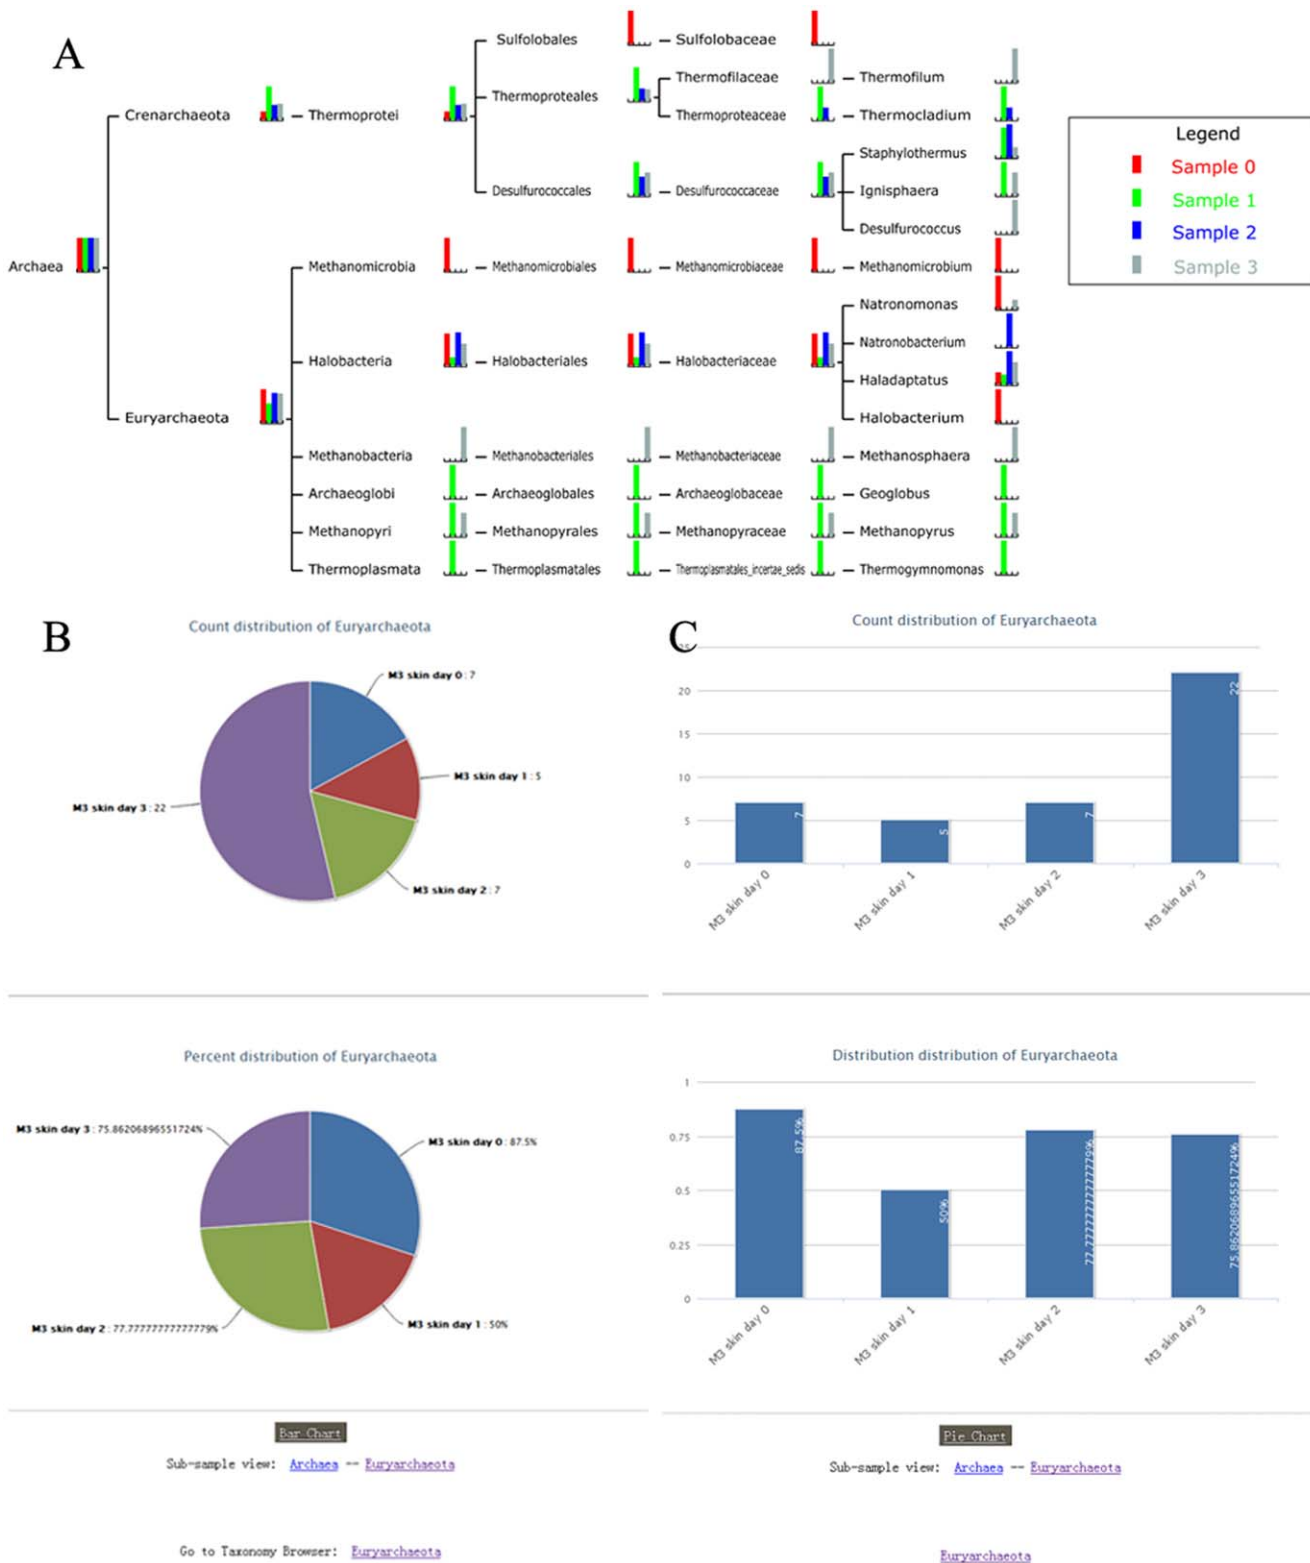 A
Sulfolobales
Sulfolobaceae
Thermofilaceae
Thermofilum
Thermoproteales
Crenarchaeota
Thermoprotei
Thermoproteaceae
Thermocladium
Staphylothermus
Desulfurococcales
Desulfurococcaceae
Ignisphaera
Desulfurococcus
Archaea
Methanomicrobia
Methanomicrobiales
Methanomicrobiaceae
Methanomicrobium
Natronomonas
Natronobacterium
Halobacteria
Halobacteriales
Halobacteriaceae
Haladaptatus
Euryarchaeota
Halobacterium
Methanobacteria
Methanobacteriales
Methanobacteriaceae
Methanosphaera
Archaeoglobi
Archaeoglobales
Archaeoglobaceae
Geoglobus
Methanopyri
Methanopyrales
Methanopyraceae
Methanopyrus
Thermoplasmata
Thermoplasmatales
Thermoplasmatales_incertae_sedis
Thermogymnomonas
Legend
Sample 0
Sample 1
Sample 2
Sample 3
B
Count distribution of Euryarchaeota
M3 skin day 0 : 7
M3 skin day 1 : 5
M3 skin day 3 : 22
M3 skin day 2 : 7
Percent distribution of Euryarchaeota
M3 skin day 3 : 75.86206896551724%
M3 skin day 0 : 87.5%
M3 skin day 2 : 77.77777777777779%
M3 skin day 1 : 50%
Bar Chart
Sub-sample view: Archaea -- Euryarchaeota
Go to Taxonomy Browser: Euryarchaeota
C
Count distribution of Euryarchaeota
25
20
15
10
5
0
7
5
7
22
M3 skin day 0
M3 skin day 1
M3 skin day 2
M3 skin day 3
Distribution distribution of Euryarchaeota
1
0.75
0.5
0.25
0
87.5%
50%
77.77777777777779%
75.86206896551724%
M3 skin day 0
M3 skin day 1
M3 skin day 2
M3 skin day 3
Pie Chart
Sub-sample view: Archaea -- Euryarchaeota
Euryarchaeota